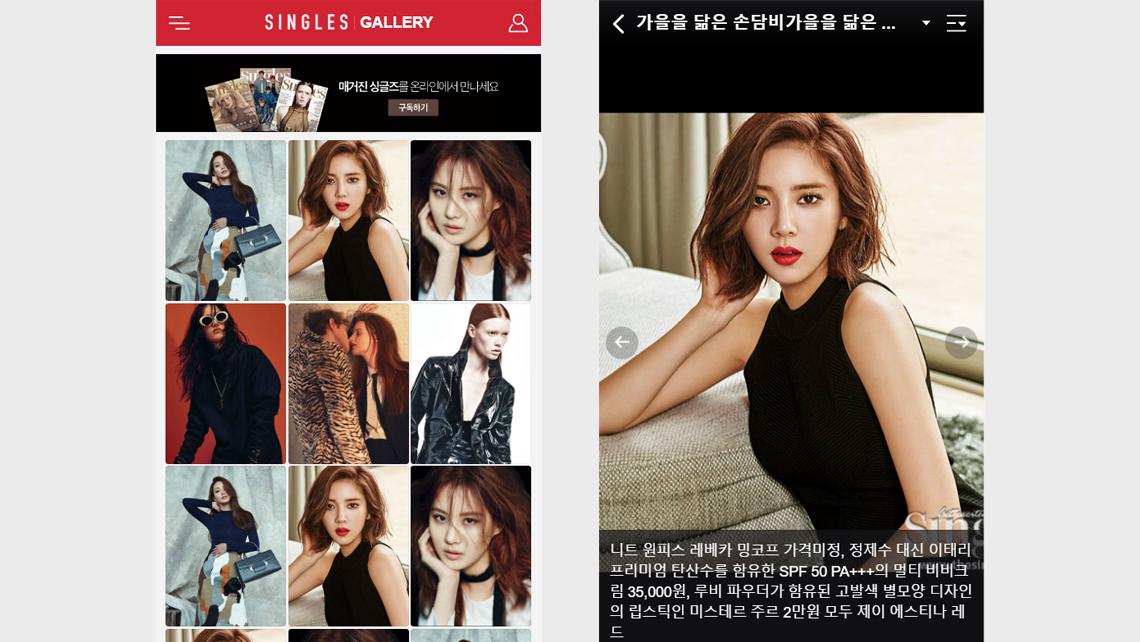 SINGLES GALLERY
Singles
매거진 싱글즈를 온라인에서 만나세요
구독하기
가을을 닮은 손담비가을을 닮은 ...
니트 원피스 레베카 밍코프 가격미정, 정제수 대신 이태리
프리미엄 탄산수를 함유한 SPF 50 PA+++의 멀티 비비크
림 35,000원, 루비 파우더가 함유된 고발색 별모양 디자인
의 립스틱인 미스테르 주르 2만원 모두 제이 에스티나 레
드